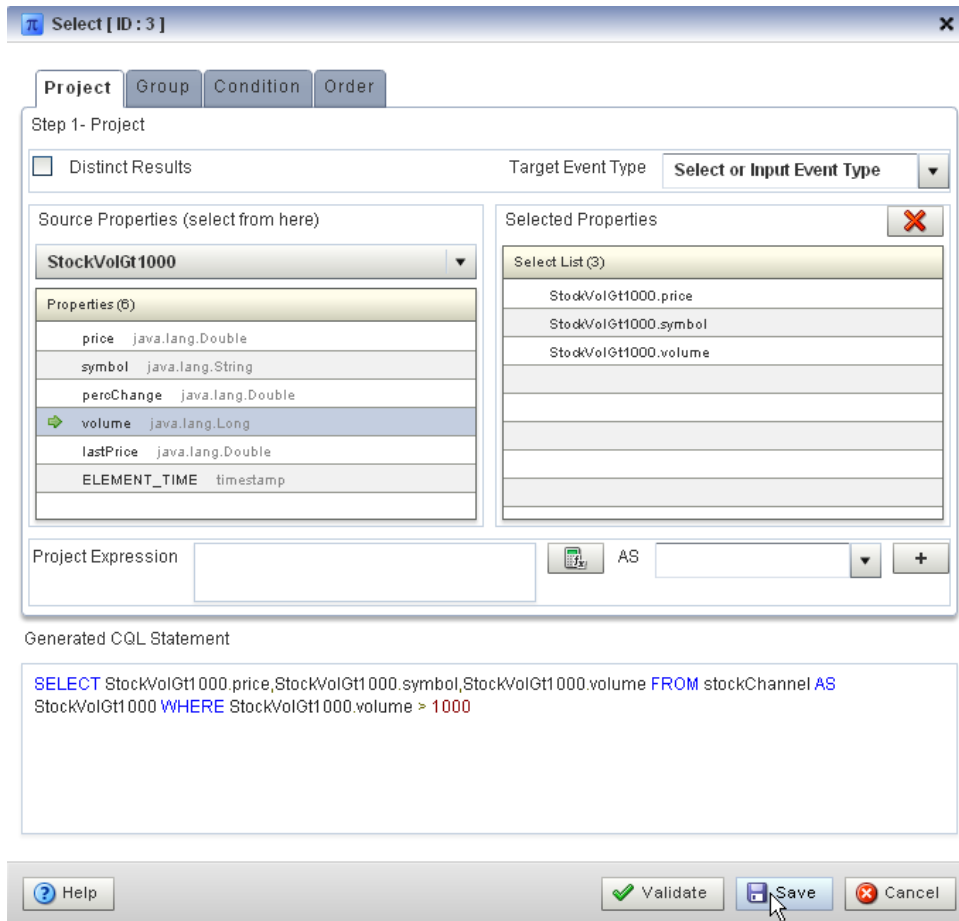 π Select [ ID : 3 ]
Project Group Condition Order
Step 1- Project
Distinct Results Target Event Type Select or Input Event Type
Source Properties (select from here) Selected Properties
StockVolGt1000 Select List (3)
Properties (6)
price java.lang.Double
symbol java.lang.String
percChange java.lang.Double
volume java.lang.Long
lastPrice java.lang.Double
ELEMENT_TIME timestamp
StockVolGt1000.price
StockVolGt1000.symbol
StockVolGt1000.volume
Project Expression fx AS +
Generated CQL Statement
SELECT StockVolGt1000.price,StockVolGt1000.symbol,StockVolGt1000.volume FROM stockChannel AS
StockVolGt1000 WHERE StockVolGt1000.volume > 1000
? Help Validate Save Cancel